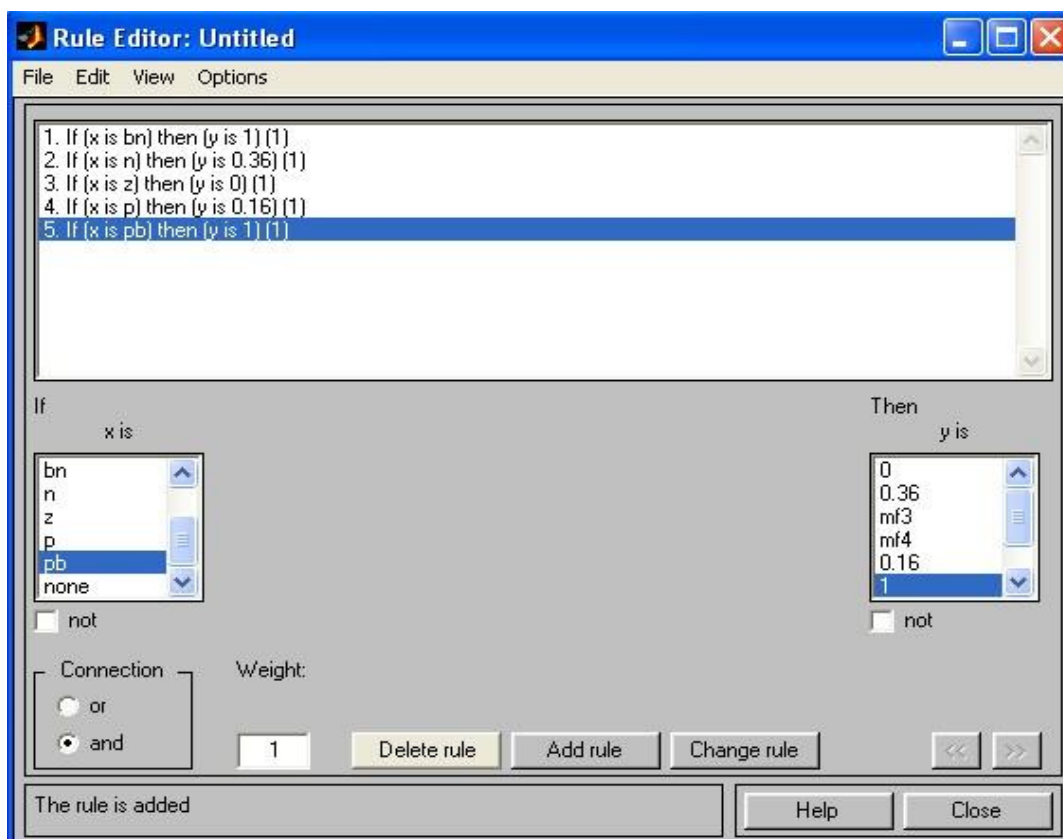 Rule Editor: Untitled
File Edit View Options
1. If (x is bn) then (y is 1) (1)
2. If (x is n) then (y is 0.36) (1)
3. If (x is z) then (y is 0) (1)
4. If (x is p) then (y is 0.16) (1)
5. If (x is pb) then (y is 1) (1)
If
x is
bn
n
z
p
pb
none
not
Then
y is
0
0.36
mf3
mf4
0.16
1
not
Connection
or
and
Weight:
1
Delete rule
Add rule
Change rule
<<
>>
The rule is added
Help
Close